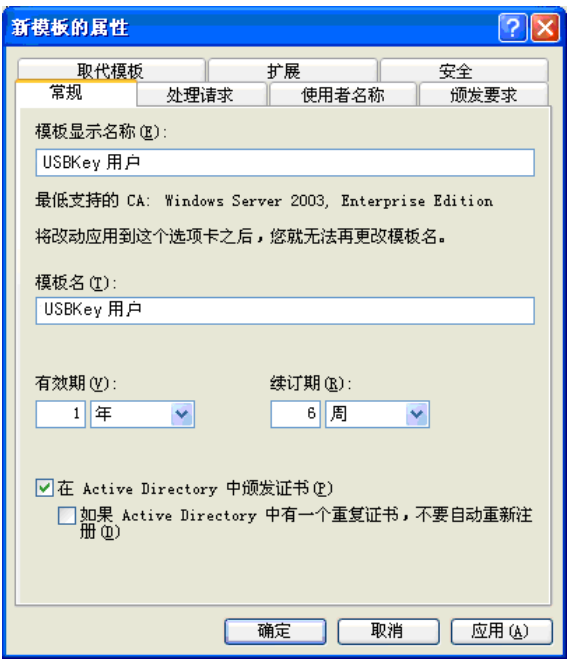 新模板的属性
取代模板 扩展 安全
常规 处理请求 使用者名称 颁发要求
模板显示名称(E):
USBKey 用户
最低支持的 CA: Windows Server 2003, Enterprise Edition
将改动应用到这个选项卡之后，您就无法再更改模板名。
模板名(T):
USBKey 用户
有效期(V): 续订期(R):
1 年 6 周
在 Active Directory 中颁发证书(P)
如果 Active Directory 中有一个重复证书，不要自动重新注
册(D)
确定 取消 应用(A)